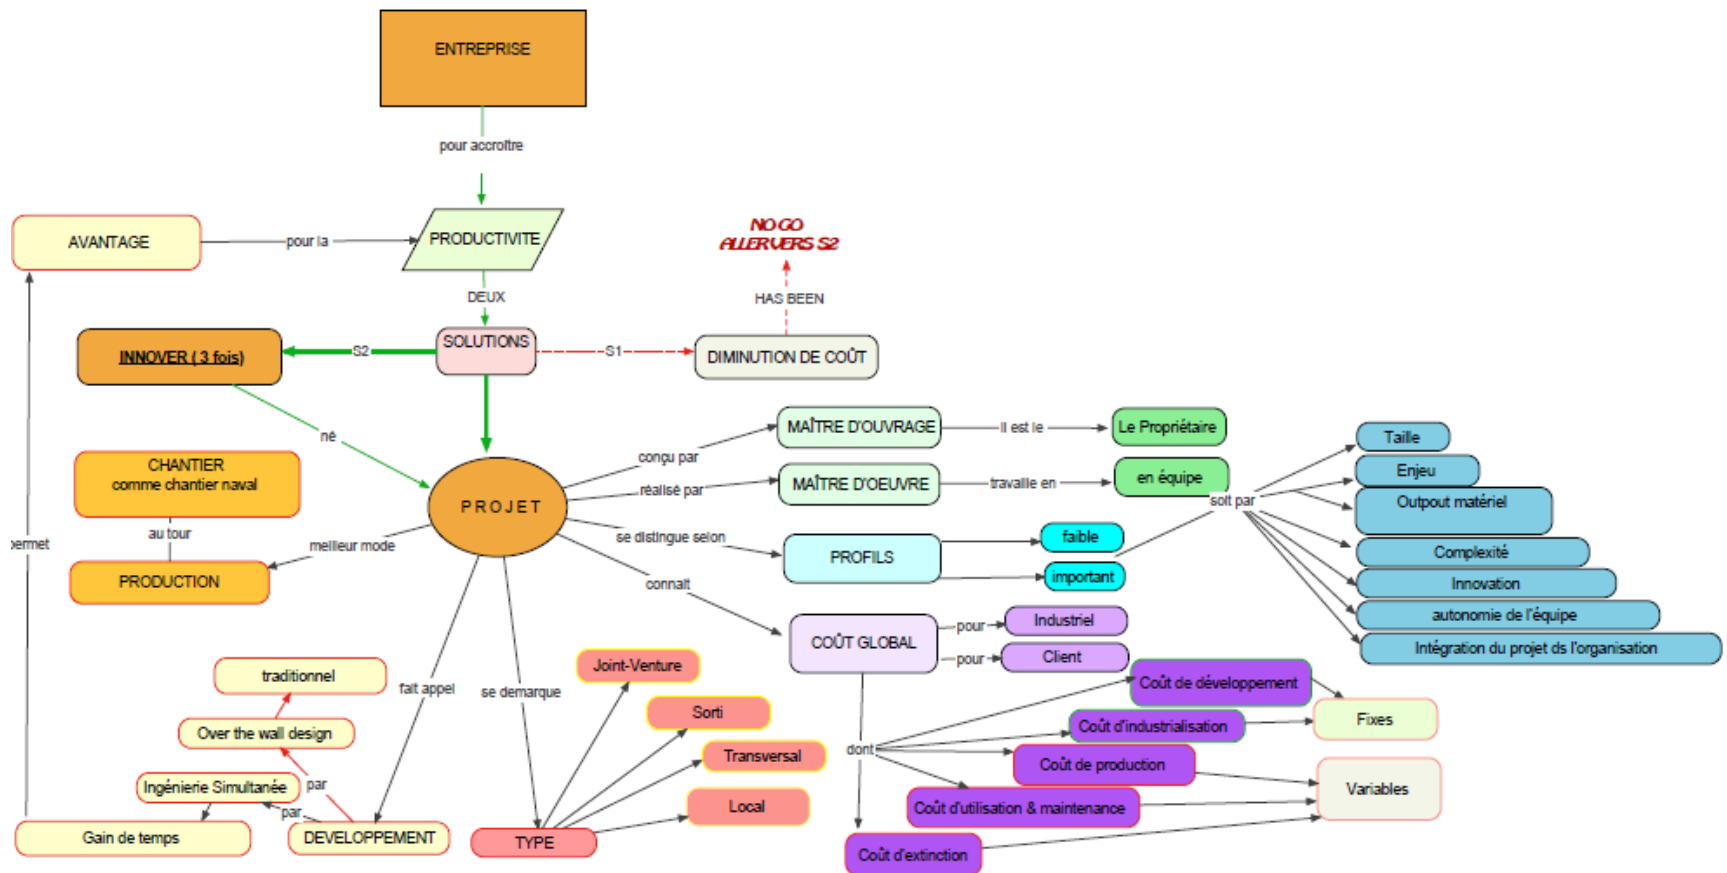 ENTREPRISE
pour accroître
AVANTAGE
pour la
PRODUCTIVITE
NO GO
ALLER VERS S2
DEUX
HAS BEEN
INNOVER ( 3 fois)
S2
SOLUTIONS
S1
DIMINUTION DE COÛT
né
MAÎTRE D'OUVRAGE
il est le
Le Propriétaire
Taille
conçu par
CHANTIER
comme chantier naval
Enjeu
PROJET
réalisé par
MAÎTRE D'OEUVRE
travaille en
en équipe
soit par
Outpout matériel
au tour
meilleur mode
se distingue selon
faible
permet
PROFILS
Complexité
PRODUCTION
connait
important
Innovation
autonomie de l'équipe
COÛT GLOBAL
pour
Industriel
pour
Client
Intégration du projet ds l'organisation
Joint-Venture
traditionnel
fait appel
se demarque
Coût de développement
Sorti
Over the wall design
Coût d'industrialisation
Fixes
dont
Transversal
Coût de production
Ingénierie Simultanée
par
Variables
Local
Coût d'utilisation & maintenance
par
Gain de temps
DEVELOPPEMENT
TYPE
Coût d'extinction